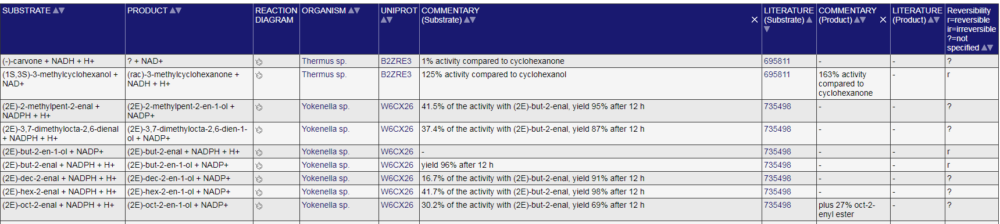 SUBSTRATE ▲▼ PRODUCT ▲▼ REACTION DIAGRAM ORGANISM ▲▼ UNIPROT ▲▼ COMMENTARY (Substrate) ▲▼ × LITERATURE (Substrate) ▲▼ COMMENTARY (Product) ▲▼ × LITERATURE (Product) ▲▼ Reversibility r=reversible ir=irreversible ?=not specified ▲▼
(-)-carvone + NADH + H+ ? + NAD+ Thermus sp. B2ZRE3 1% activity compared to cyclohexanone 695811 - - ?
(1S,3S)-3-methylcyclohexanol + NAD+ (rac)-3-methylcyclohexanone + NADH + H+ Thermus sp. B2ZRE3 125% activity compared to cyclohexanol 695811 163% activity compared to cyclohexanone - r
(2E)-2-methylpent-2-enal + NADPH + H+ (2E)-2-methylpent-2-en-1-ol + NADP+ Yokenella sp. W6CX26 41.5% of the activity with (2E)-but-2-enal, yield 95% after 12 h 735498 - - ?
(2E)-3,7-dimethylocta-2,6-dienal + NADPH + H+ (2E)-3,7-dimethylocta-2,6-dien-1-ol + NADP+ Yokenella sp. W6CX26 37.4% of the activity with (2E)-but-2-enal, yield 87% after 12 h 735498 - - ?
(2E)-but-2-en-1-ol + NADP+ (2E)-but-2-enal + NADPH + H+ Yokenella sp. W6CX26 - 735498 - - r
(2E)-but-2-enal + NADPH + H+ (2E)-but-2-en-1-ol + NADP+ Yokenella sp. W6CX26 yield 96% after 12 h 735498 - - r
(2E)-dec-2-enal + NADPH + H+ (2E)-dec-2-en-1-ol + NADP+ Yokenella sp. W6CX26 16.7% of the activity with (2E)-but-2-enal, yield 91% after 12 h 735498 - - ?
(2E)-hex-2-enal + NADPH + H+ (2E)-hex-2-en-1-ol + NADP+ Yokenella sp. W6CX26 41.7% of the activity with (2E)-but-2-enal, yield 98% after 12 h 735498 - - ?
(2E)-oct-2-enal + NADPH + H+ (2E)-oct-2-en-1-ol + NADP+ Yokenella sp. W6CX26 30.2% of the activity with (2E)-but-2-enal, yield 69% after 12 h 735498 plus 27% oct-2-enyl ester - ?